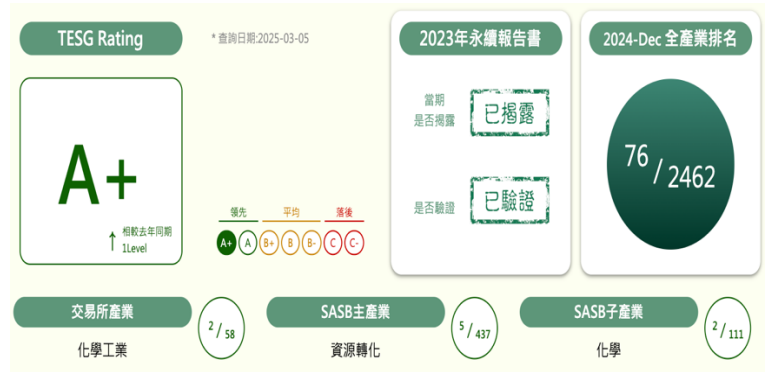 TESG Rating
* 查詢日期:2025-03-05
2023年永續報告書
2024-Dec 全產業排名
當期
是否揭露
已揭露
A+
76 / 2462
↑ 相較去年同期
1Level
領先 平均 落後
A+ A B+ B B- C C-
是否驗證
已驗證
交易所產業
2 / 58
SASB主產業
5 / 437
SASB子產業
2 / 111
化學工業
資源轉化
化學